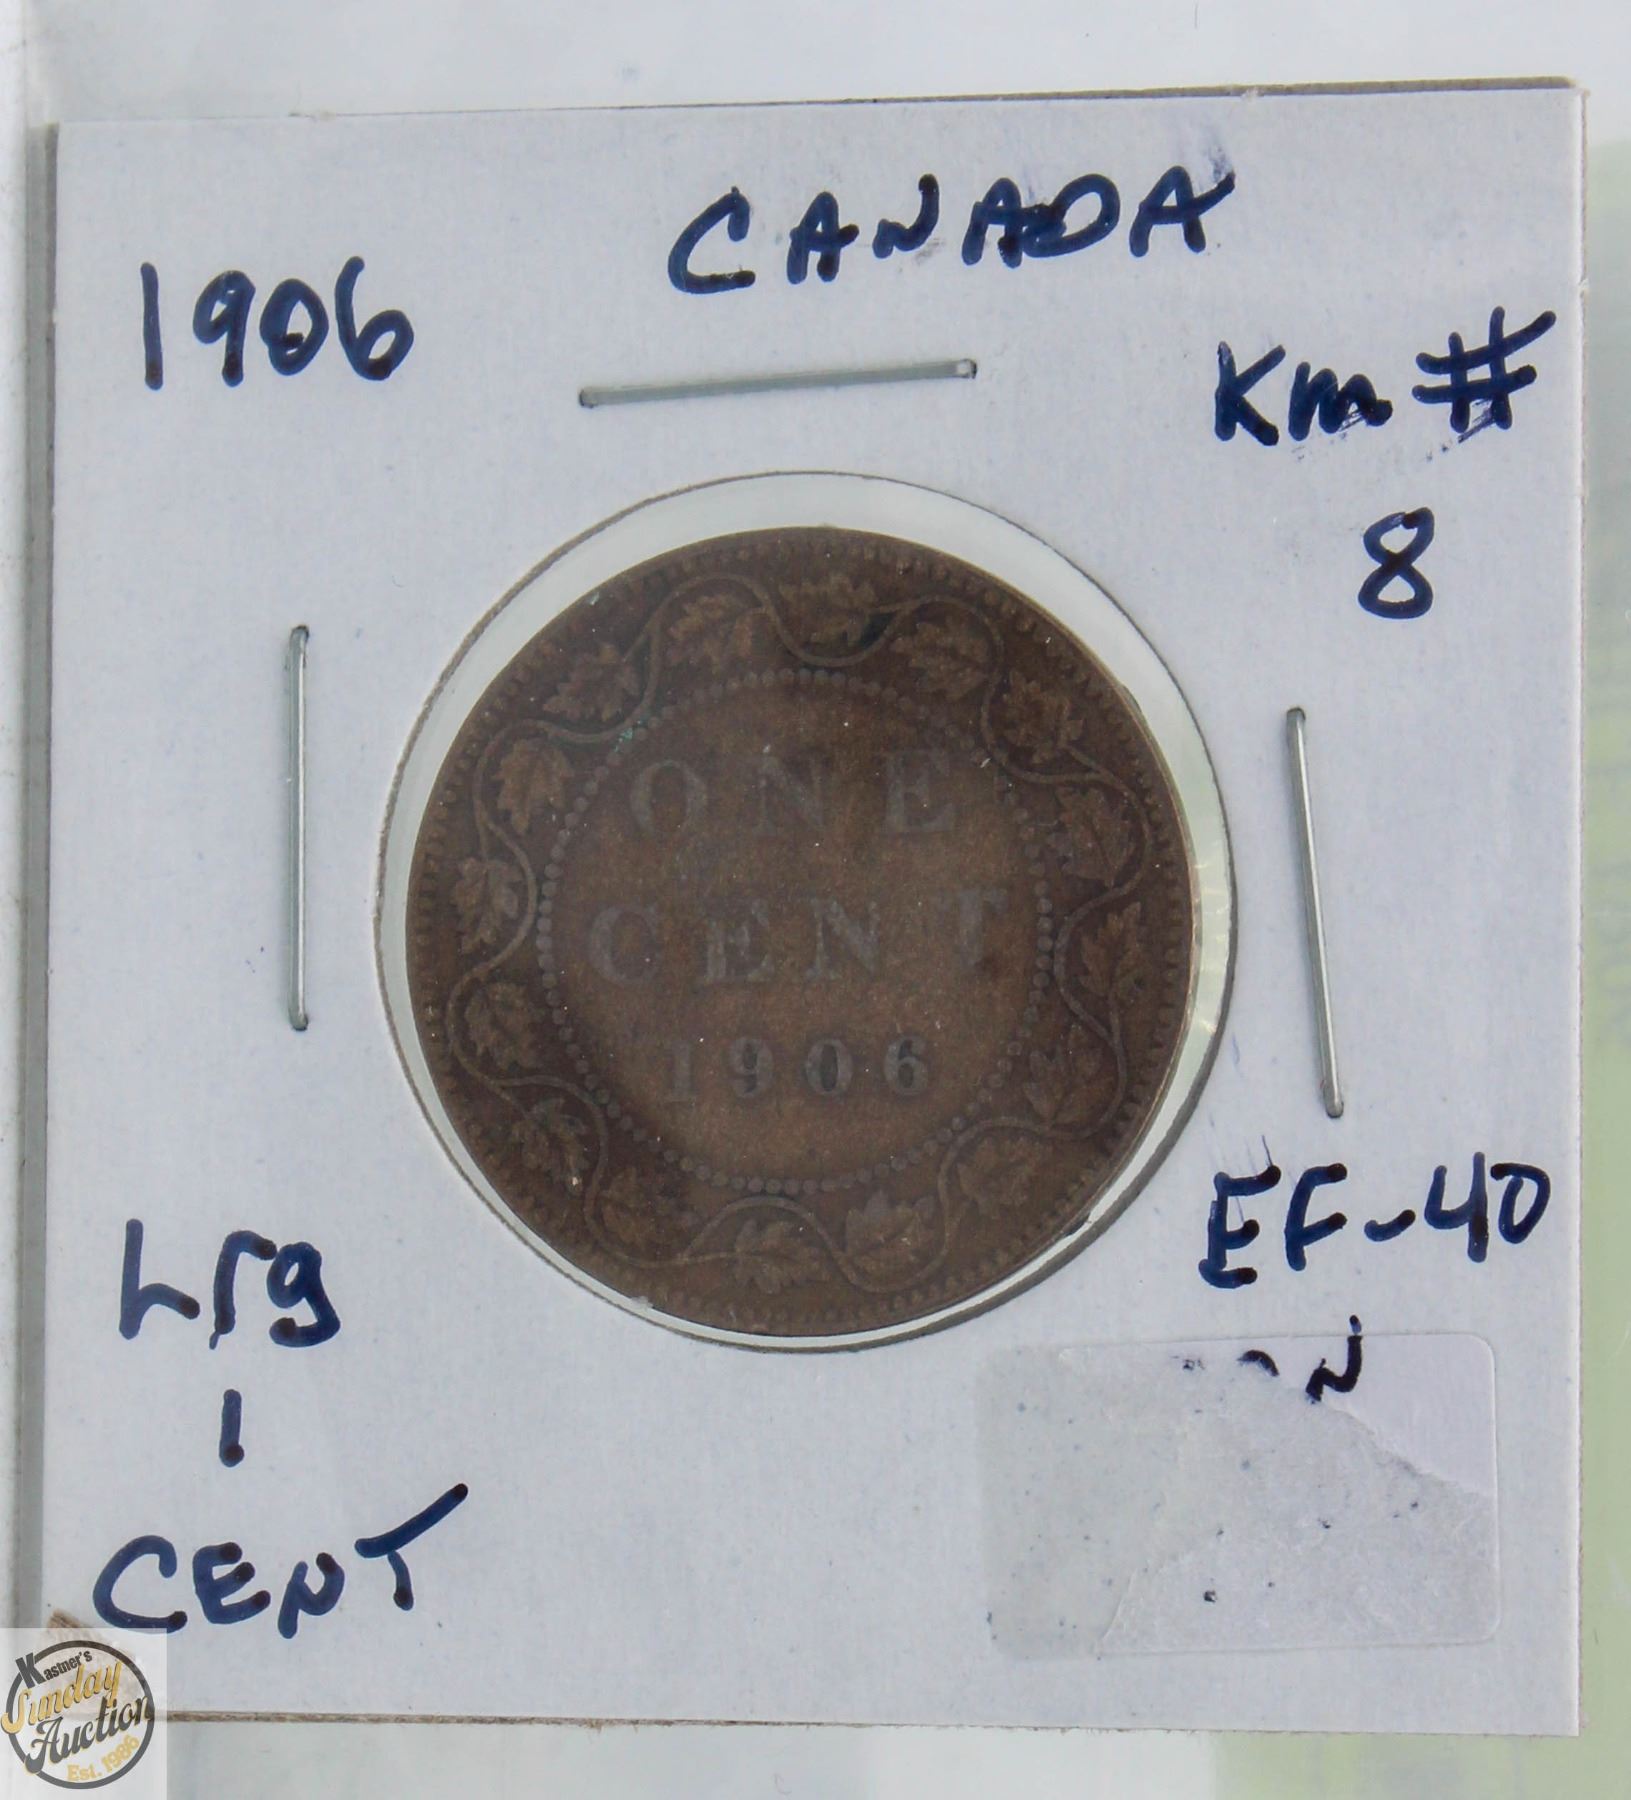 CANADA
1906
Km #
8
ONE
CENT
1906
EF-40
Lrg
1
CENT
N
Kastner's
Sunday
Auction
Est. 1986